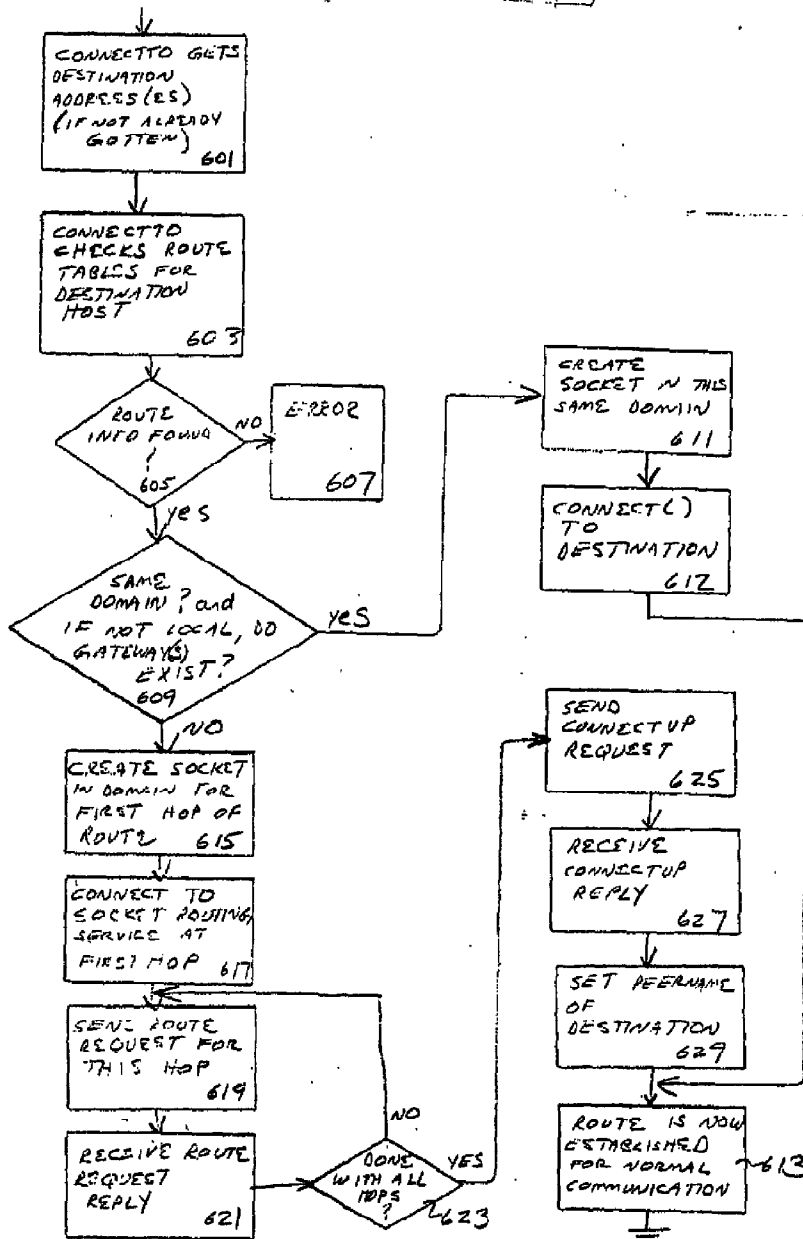 CONNECTTO GETS
DESTINATION
ADDRESS(ES)
(IF NOT ALREADY
GOTTEN)
601
CONNECTTO
CHECKS ROUTE
TABLES FOR
DESTINATION
HOST
603
ROUTE
INFO FOUND
?
605
NO
ERROR
607
YES
SAME
DOMAIN? and
IF NOT LOCAL, DO
GATEWAY(S)
EXIST?
609
YES
NO
CREATE
SOCKET IN THIS
SAME DOMAIN
611
CONNECT()
TO
DESTINATION
612
CREATE SOCKET
IN DOMAIN FOR
FIRST HOP OF
ROUTE
615
CONNECT TO
SOCKET ROUTING
SERVICE AT
FIRST HOP
617
SEND ROUTE
REQUEST FOR
THIS HOP
619
RECEIVE ROUTE
REQUEST
REPLY
621
DONE
WITH ALL
HOPS
?
623
NO
YES
SEND
CONNECTUP
REQUEST
625
RECEIVE
CONNECTUP
REPLY
627
SET PEERNAME
OF
DESTINATION
629
ROUTE IS NOW
ESTABLISHED
FOR NORMAL
COMMUNICATION
613